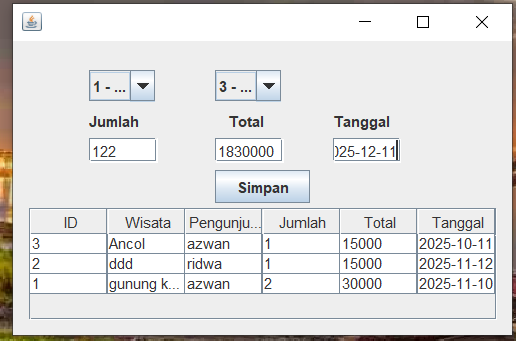 1 - ... 3 - ...
Jumlah Total Tanggal
122 1830000 025-12-11
Simpan
ID Wisata Pengunju... Jumlah Total Tanggal
3 Ancol azwan 1 15000 2025-10-11
2 ddd ridwa 1 15000 2025-11-12
1 gunung k... azwan 2 30000 2025-11-10